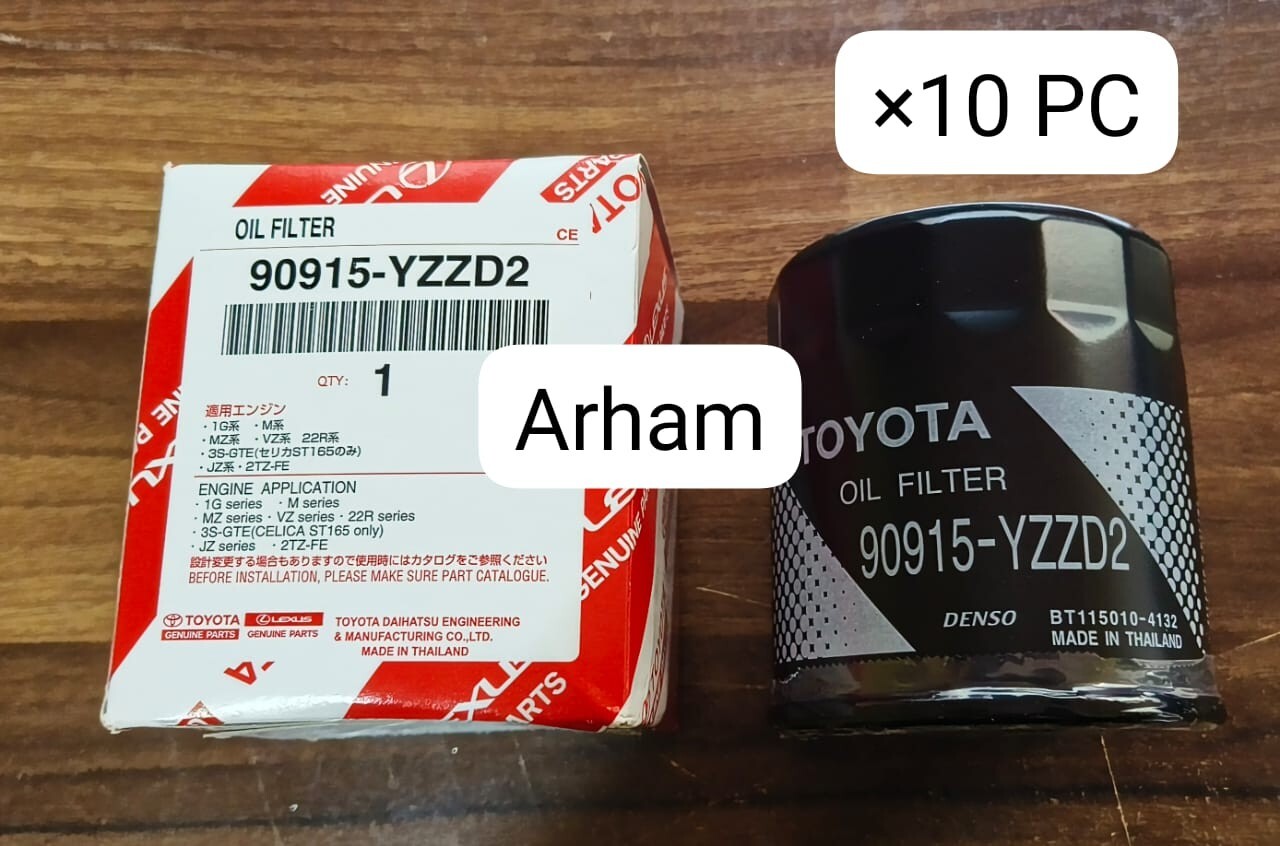 ×10 PC
GENUINE
PARTS
TOYOTA
OIL FILTER
CE
90915-YZZD2
QTY: 1
適用エンジン
・1G系 ・M系
・MZ系 ・VZ系 22R系
・3S-GTE(セリカST165のみ)
・JZ系・2TZ-FE
ENGINE APPLICATION
・1G series ・M series
・MZ series・VZ series・22R series
・3S-GTE(CELICA ST165 only)
・JZ series ・2TZ-FE
設計変更する場合もありますので使用時にはカタログをご参照ください
BEFORE INSTALLATION, PLEASE MAKE SURE PART CATALOGUE.
TOYOTA LEXUS
GENUINE PARTS GENUINE PARTS
TOYOTA DAIHATSU ENGINEERING
& MANUFACTURING CO.,LTD.
MADE IN THAILAND
GENUINE
PARTS
Arham
TOYOTA
OIL FILTER
90915-YZZD2
DENSO BT115010-4132
MADE IN THAILAND